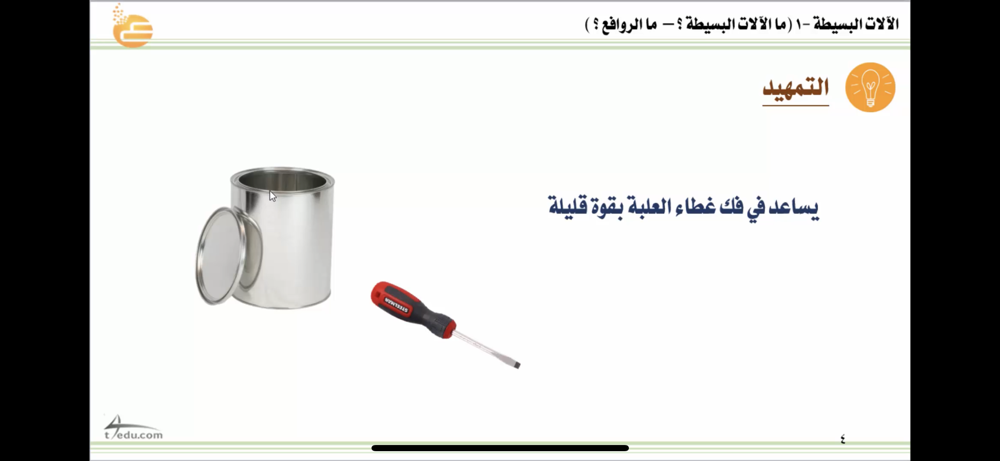 الآلات البسيطة -١ (ما الآلات البسيطة ؟ – ما الروافع ؟ )
التمهيد
يساعد في فك غطاء العلبة بقوة قليلة
STEELMAN
t4edu.com
٤